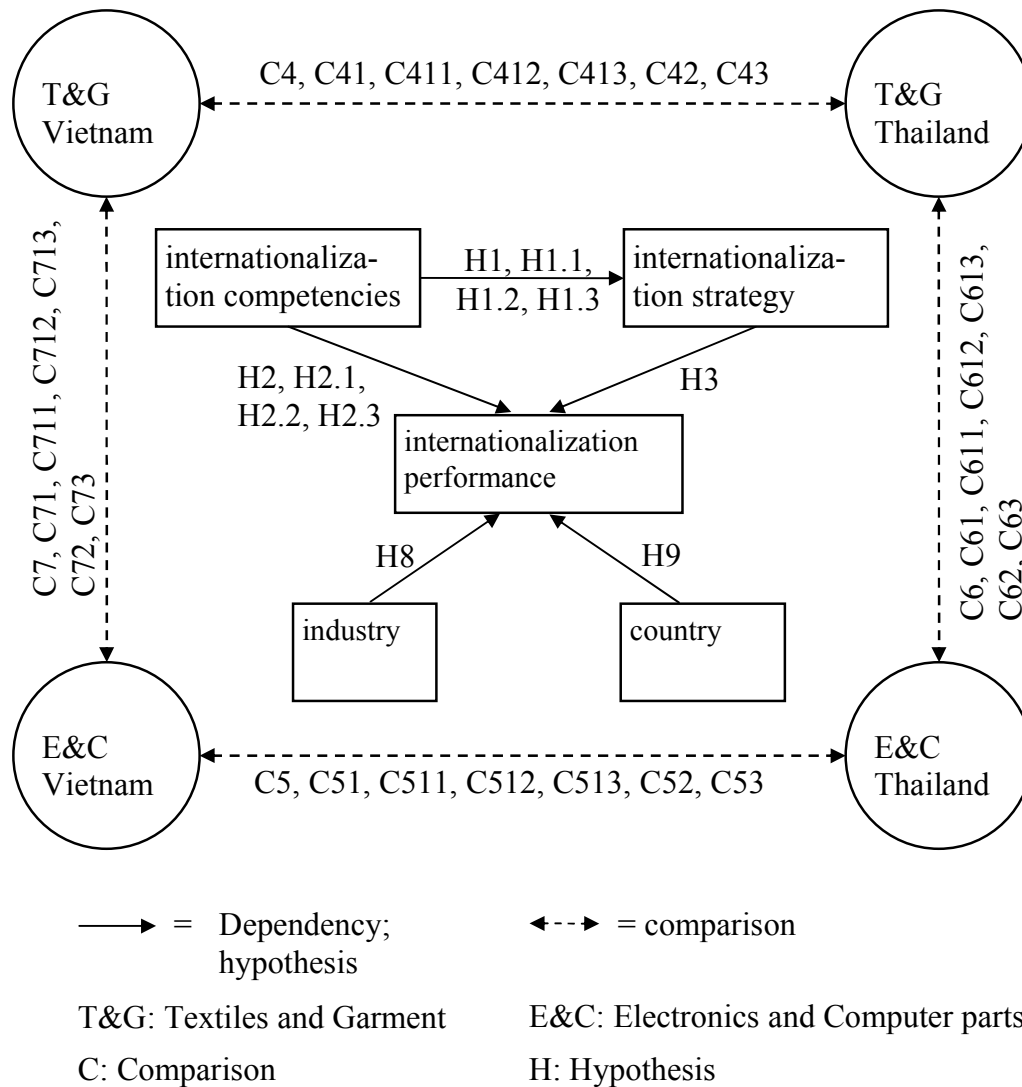 T&G
Vietnam
C4, C41, C411, C412, C413, C42, C43
T&G
Thailand
C7, C71, C711, C712, C713,
C72, C73
internationaliza-
tion competencies
H1, H1.1,
H1.2, H1.3
internationaliza-
tion strategy
C6, C61, C611, C612, C613,
C62, C63
H2, H2.1,
H2.2, H2.3
H3
internationalization
performance
H8
H9
industry
country
E&C
Vietnam
C5, C51, C511, C512, C513, C52, C53
E&C
Thailand
= Dependency;
hypothesis
= comparison
T&G: Textiles and Garment
E&C: Electronics and Computer parts
C: Comparison
H: Hypothesis